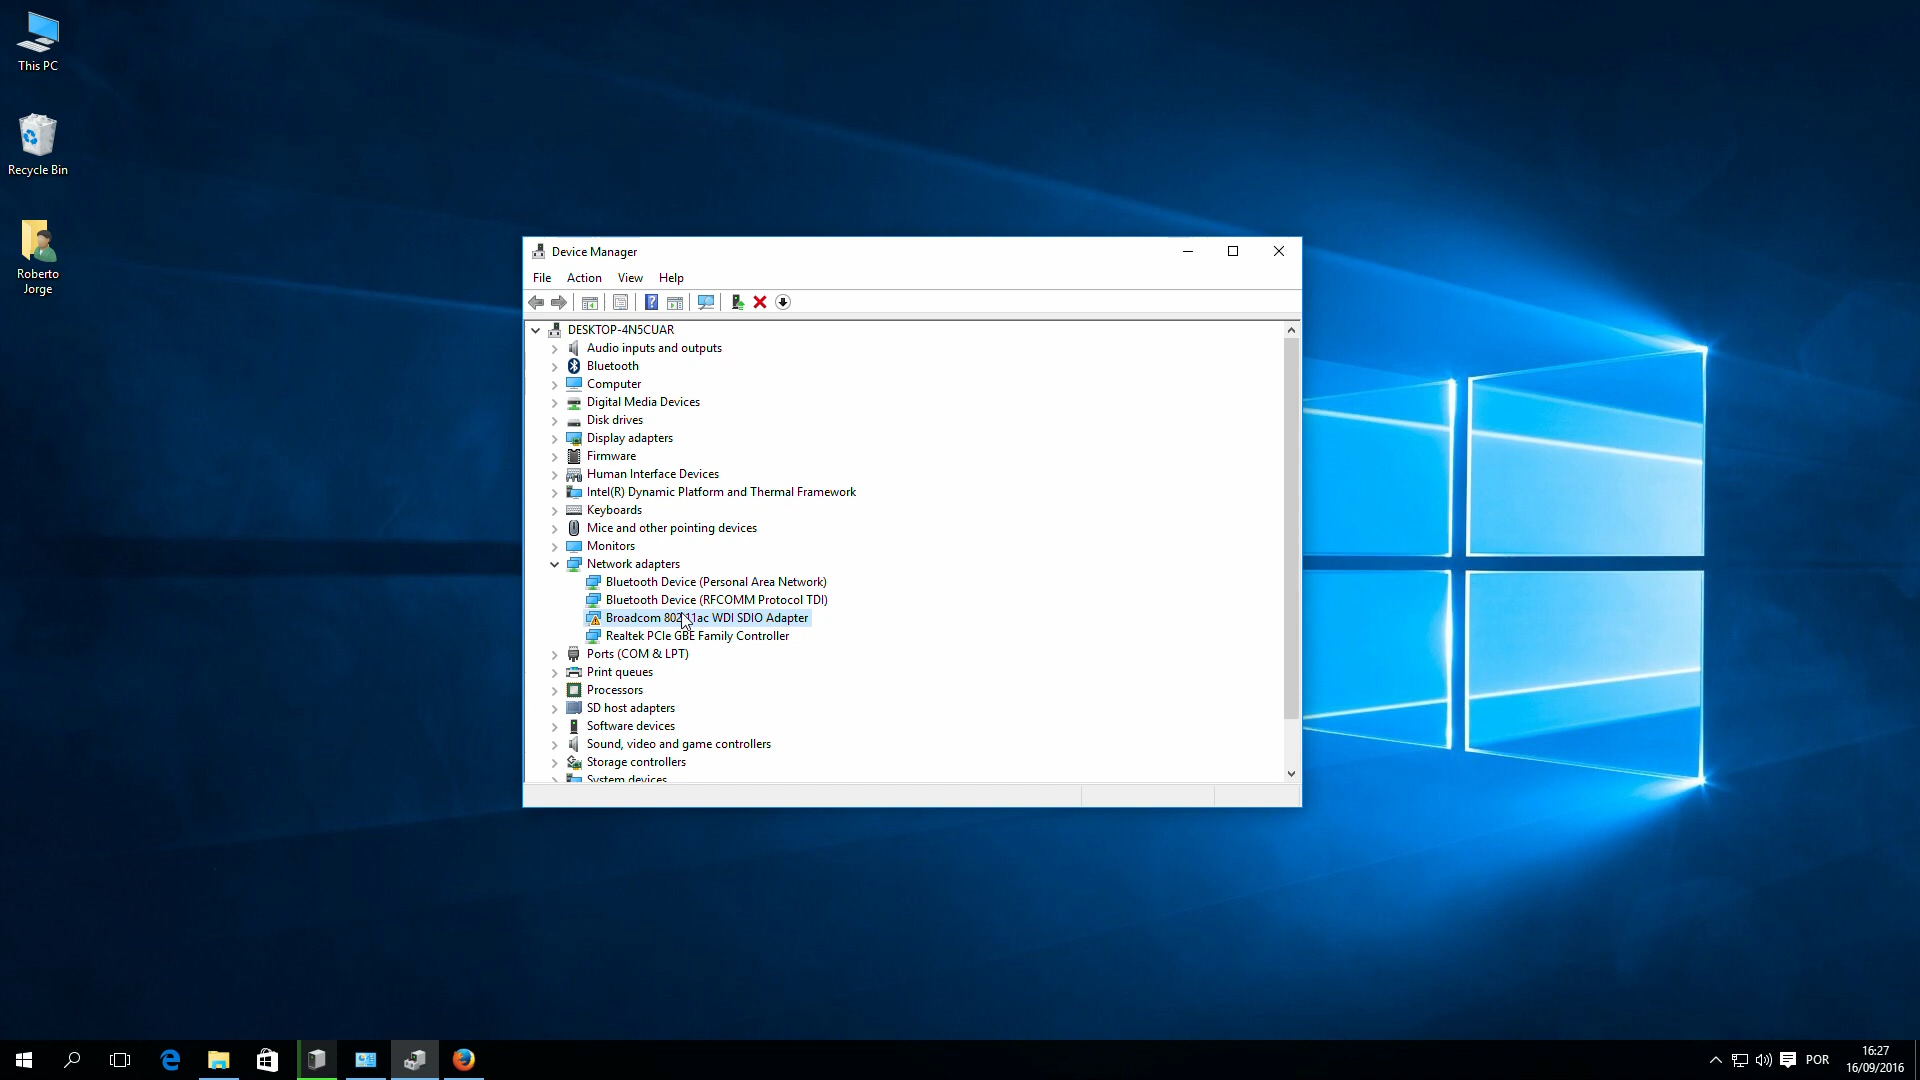 This PC
Recycle Bin
Roberto
Jorge
Device Manager
File Action View Help
DESKTOP-4N5CUAR
Audio inputs and outputs
Bluetooth
Computer
Digital Media Devices
Disk drives
Display adapters
Firmware
Human Interface Devices
Intel(R) Dynamic Platform and Thermal Framework
Keyboards
Mice and other pointing devices
Monitors
Network adapters
Bluetooth Device (Personal Area Network)
Bluetooth Device (RFCOMM Protocol TDI)
Broadcom 802.11ac WDI SDIO Adapter
Realtek PCIe GBE Family Controller
Ports (COM & LPT)
Print queues
Processors
SD host adapters
Software devices
Sound, video and game controllers
Storage controllers
System devices
POR
16:27
16/09/2016